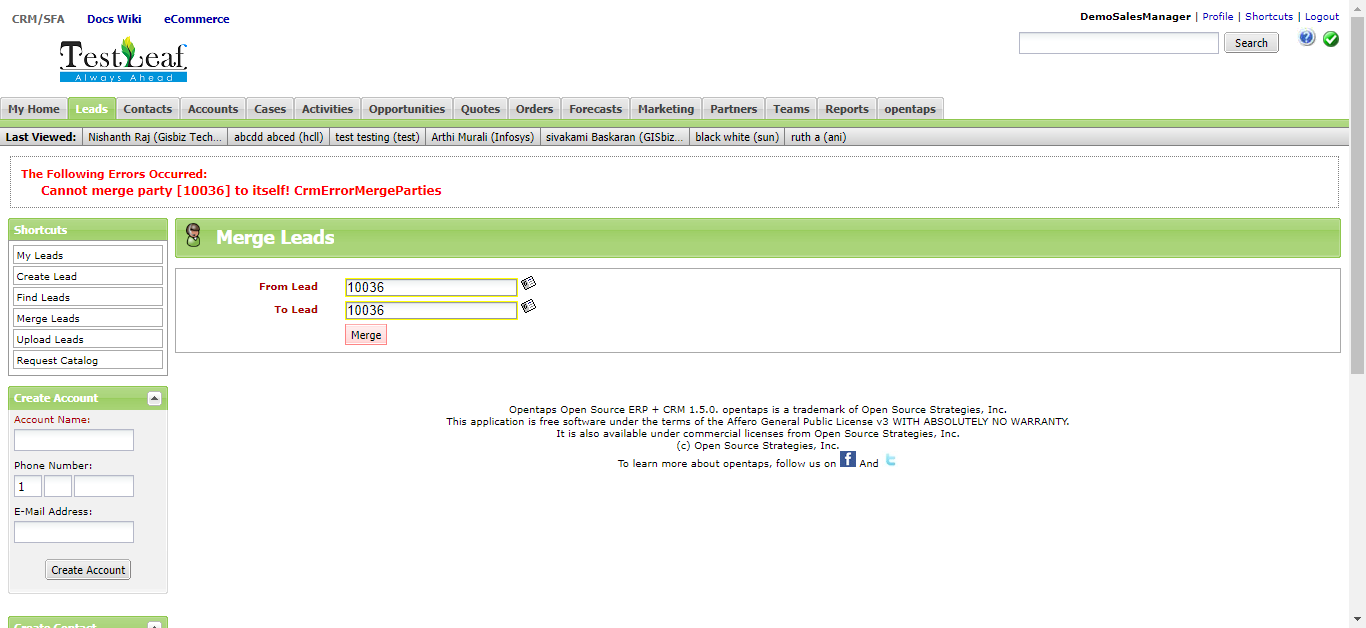 CRM/SFA Docs Wiki eCommerce
DemoSalesManager | Profile | Shortcuts | Logout
Search
TestLeaf
Always Ahead
My Home Leads Contacts Accounts Cases Activities Opportunities Quotes Orders Forecasts Marketing Partners Teams Reports opentaps
Last Viewed: Nishanth Raj (Gisbiz Tech... abcdd abced (hcll) test testing (test) Arthi Murali (Infosys) sivakami Baskaran (GISbiz... black white (sun) ruth a (ani)
The Following Errors Occurred:
Cannot merge party [10036] to itself! CrmErrorMergeParties
Shortcuts
My Leads
Create Lead
Find Leads
Merge Leads
Upload Leads
Request Catalog
Merge Leads
From Lead 10036
To Lead 10036
Merge
Create Account
Account Name:
Phone Number:
1
E-Mail Address:
Create Account
Create Contact
Opentaps Open Source ERP + CRM 1.5.0. opentaps is a trademark of Open Source Strategies, Inc.
This application is free software under the terms of the Affero General Public License v3 WITH ABSOLUTELY NO WARRANTY.
It is also available under commercial licenses from Open Source Strategies, Inc.
(c) Open Source Strategies, Inc.
To learn more about opentaps, follow us on f And t